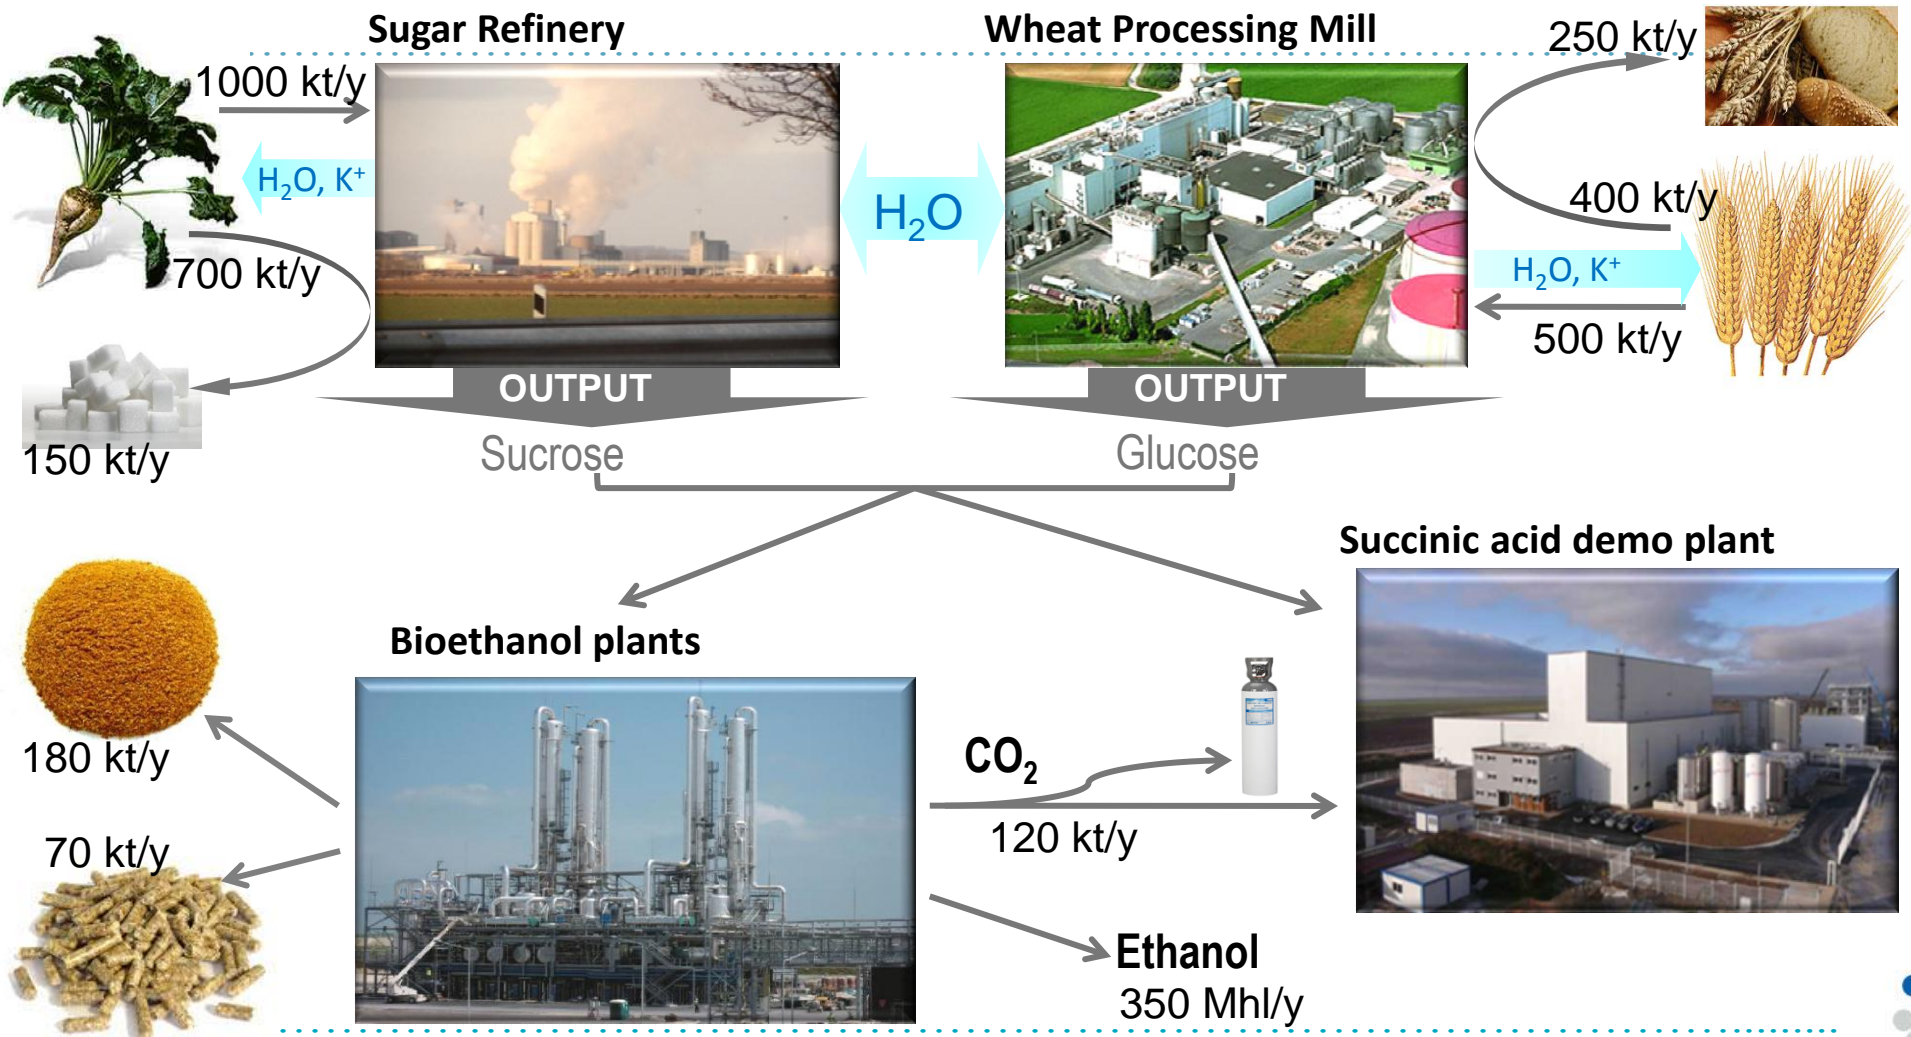 Sugar Refinery
Wheat Processing Mill
250 kt/y
1000 kt/y
H₂O, K⁺
H₂O
400 kt/y
700 kt/y
H₂O, K⁺
500 kt/y
OUTPUT
OUTPUT
150 kt/y
Sucrose
Glucose
Succinic acid demo plant
Bioethanol plants
180 kt/y
CO₂
120 kt/y
70 kt/y
Ethanol
350 Mhl/y